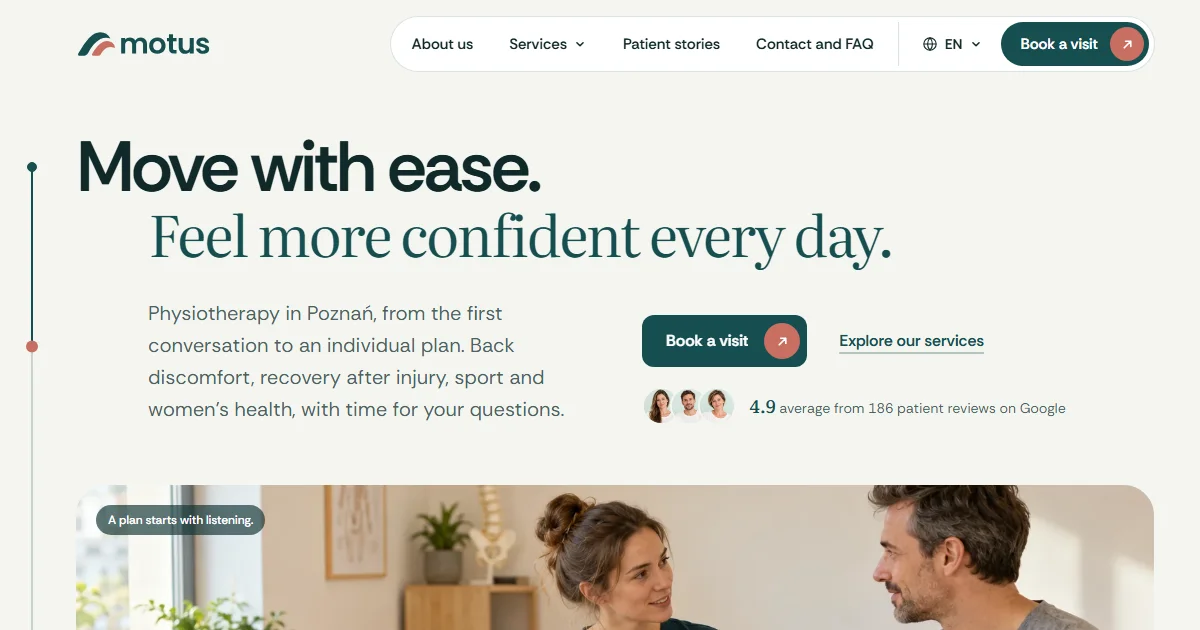 motus
About us
Services
Patient stories
Contact and FAQ
EN
Book a visit
Move with ease.
Feel more confident every day.
Physiotherapy in Poznań, from the first
conversation to an individual plan. Back
discomfort, recovery after injury, sport and
women’s health, with time for your questions.
Book a visit
Explore our services
4.9 average from 186 patient reviews on Google
A plan starts with listening.